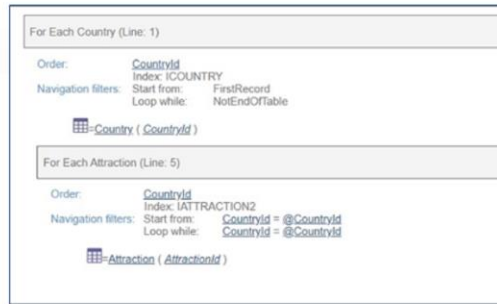 For Each Country (Line: 1)
Order: CountryId
Index: ICOUNTRY
Navigation filters: Start from: FirstRecord
Loop while: NotEndOfTable
=Country ( CountryId )
For Each Attraction (Line: 5)
Order: CountryId
Index: IATTRACTION2
Navigation filters: Start from: CountryId = @CountryId
Loop while: CountryId = @CountryId
=Attraction ( AttractionId )